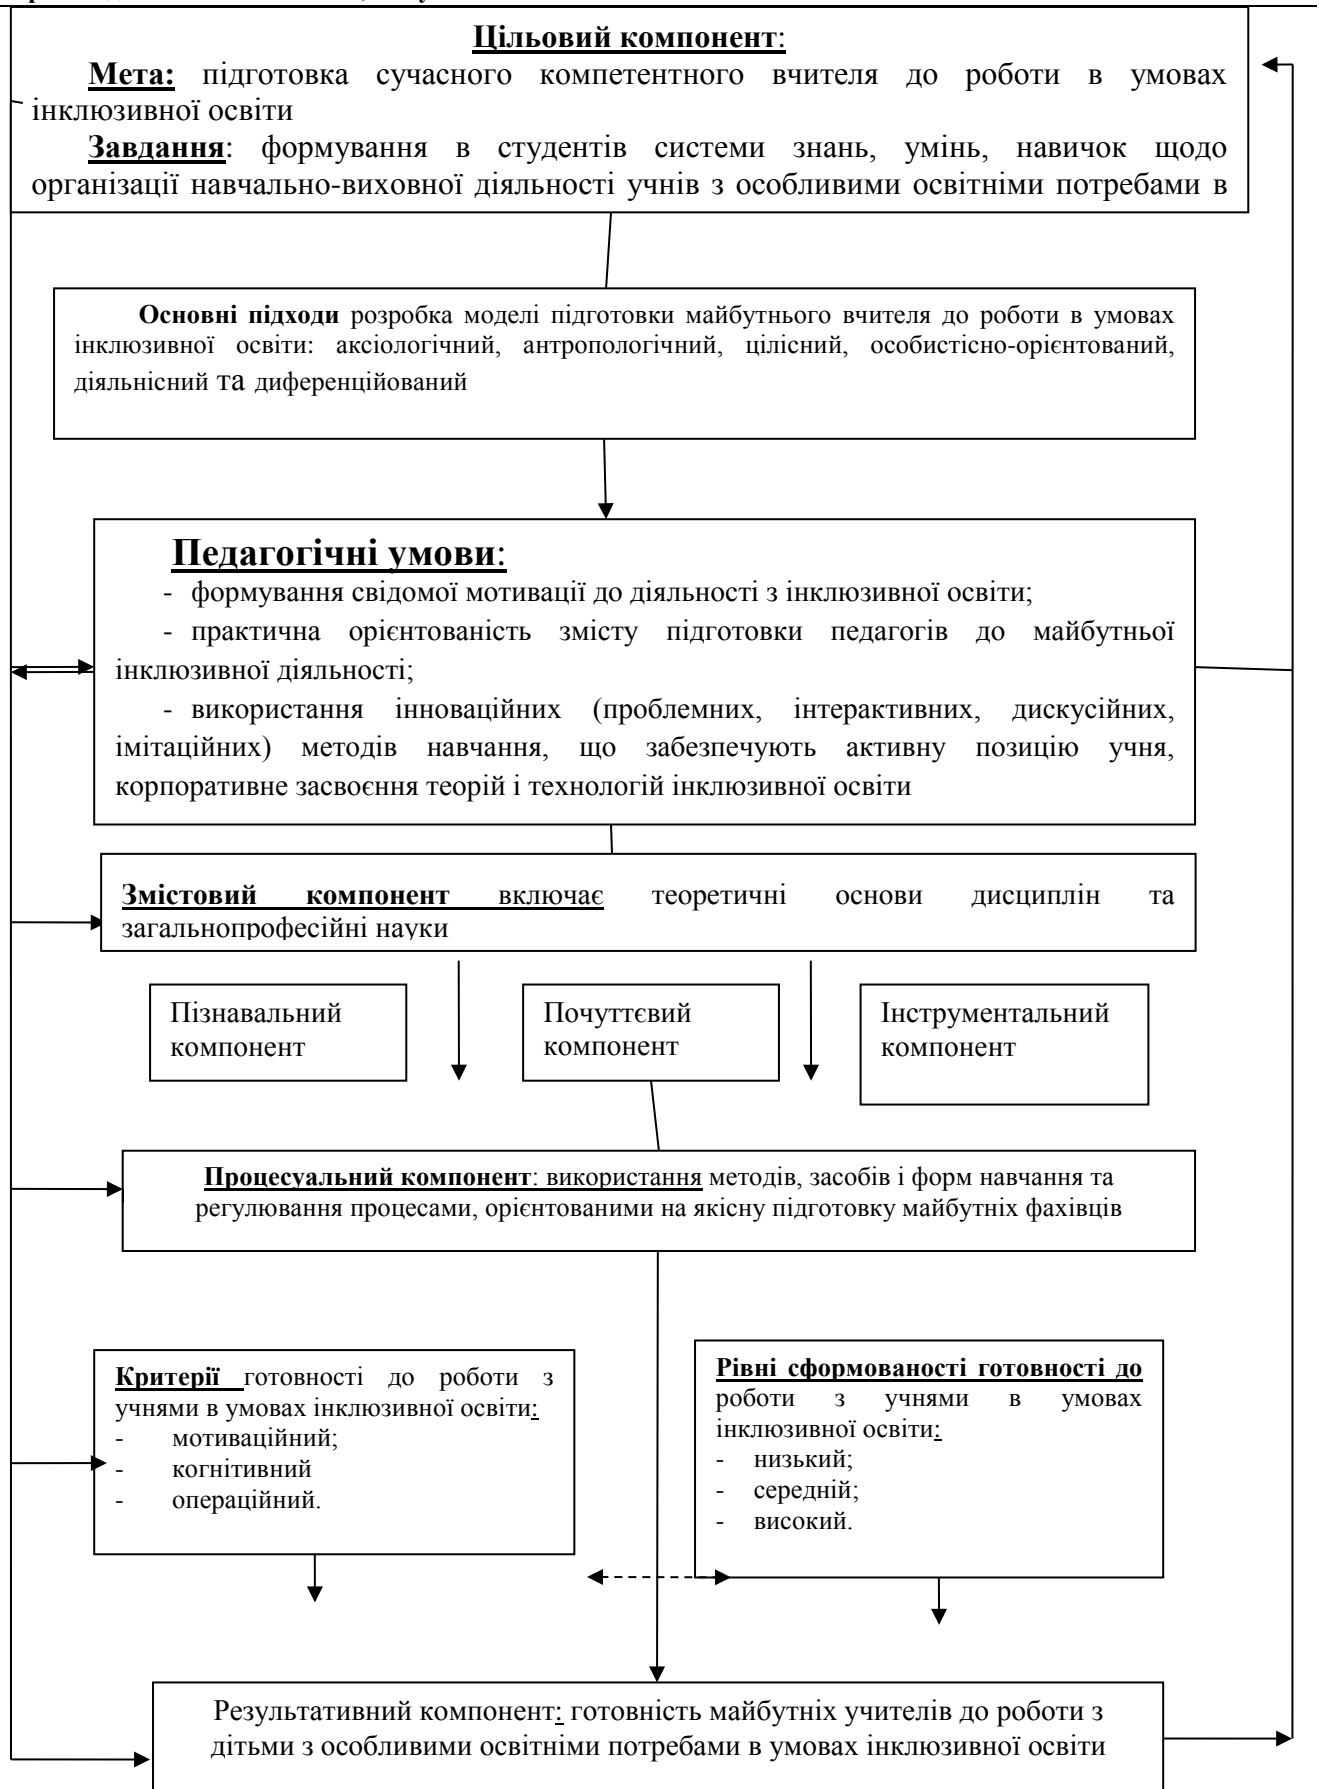 Цільовий компонент:
Мета: підготовка сучасного компетентного вчителя до роботи в умовах
інклюзивної освіти
Завдання: формування в студентів системи знань, умінь, навичок щодо
організації навчально-виховної діяльності учнів з особливими освітніми потребами в
Основні підходи розробка моделі підготовки майбутнього вчителя до роботи в умовах
інклюзивної освіти: аксіологічний, антропологічний, цілісний, особистісно-орієнтований,
діяльнісний та диференційований
Педагогічні умови:
- формування свідомої мотивації до діяльності з інклюзивної освіти;
- практична орієнтованість змісту підготовки педагогів до майбутньої
інклюзивної діяльності;
- використання інноваційних (проблемних, інтерактивних, дискусійних,
імітаційних) методів навчання, що забезпечують активну позицію учня,
корпоративне засвоєння теорій і технологій інклюзивної освіти
Змістовий компонент включає теоретичні основи дисциплін та
загальнопрофесійні науки
Пізнавальний
компонент
Почуттєвий
компонент
Інструментальний
компонент
Процесуальний компонент: використання методів, засобів і форм навчання та
регулювання процесами, орієнтованими на якісну підготовку майбутніх фахівців
Критерії готовності до роботи з
учнями в умовах інклюзивної освіти:
- мотиваційний;
- когнітивний
- операційний.
Рівні сформованості готовності до
роботи з учнями в умовах
інклюзивної освіти:
- низький;
- середній;
- високий.
Результативний компонент: готовність майбутніх учителів до роботи з
дітьми з особливими освітніми потребами в умовах інклюзивної освіти